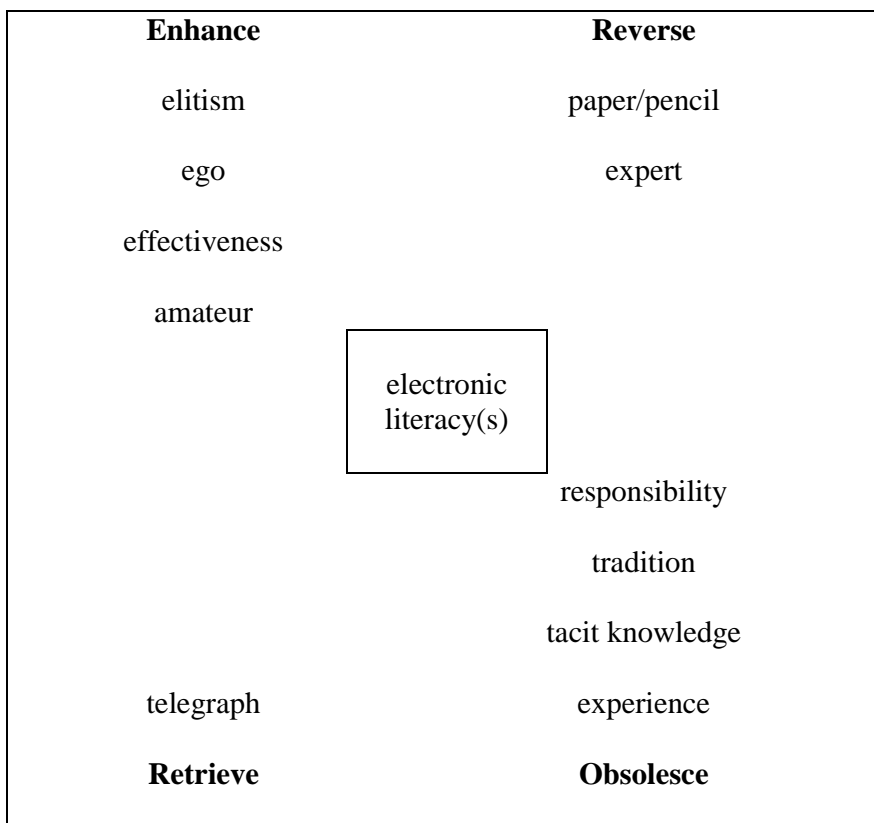 Enhance Reverse
elitism paper/pencil
ego expert
effectiveness
amateur
electronic
literacy(s)
responsibility
tradition
tacit knowledge
telegraph experience
Retrieve Obsolesce